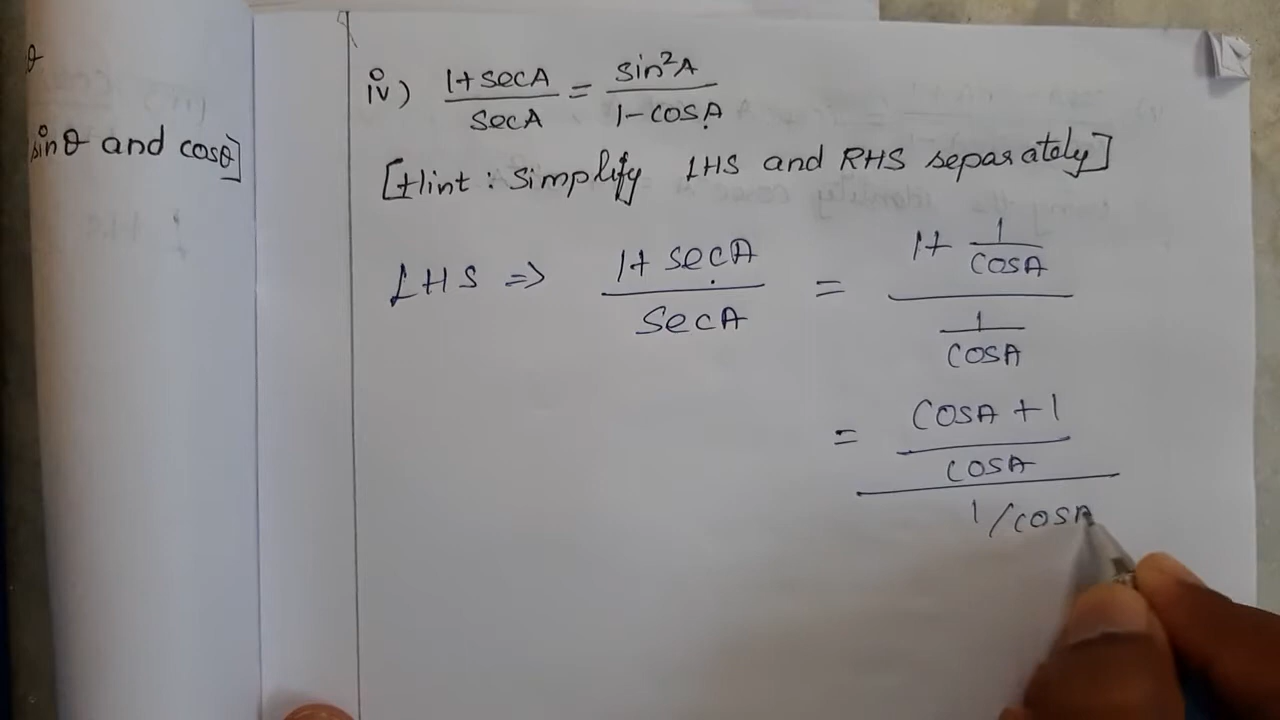 θ
sinθ and cosθ]
iv) 1+secA / SecA = sin²A / 1-cosA
[Hint: Simplify LHS and RHS separately]
LHS => 1+secA / SecA = 1+ 1/cosA / 1/cosA
= cosA+1 / cosA / 1/cosA